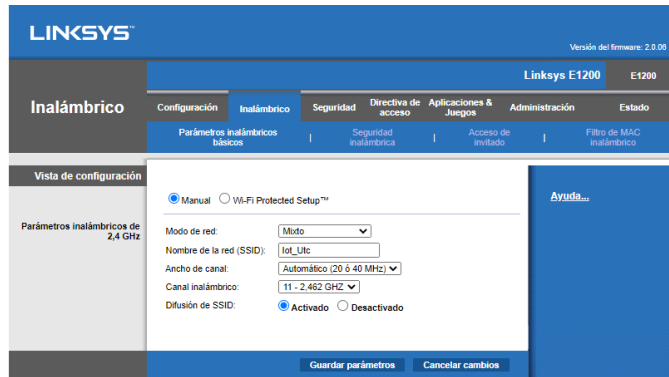 LINKSYS™
Versión del firmware: 2.0.06
Linksys E1200 E1200
Inalámbrico
Configuración Inalámbrico Seguridad Directiva de acceso Aplicaciones & Juegos Administración Estado
Parámetros inalámbricos básicos | Seguridad inalámbrica | Acceso de invitado | Filtro de MAC inalámbrico
Vista de configuración
Manual Wi-Fi Protected Setup™
Ayuda...
Parámetros inalámbricos de 2,4 GHz
Modo de red: Mixto
Nombre de la red (SSID): Iot_Utc
Ancho de canal: Automático (20 ó 40 MHz)
Canal inalámbrico: 11 - 2,462 GHZ
Difusión de SSID: Activado Desactivado
Guardar parámetros Cancelar cambios